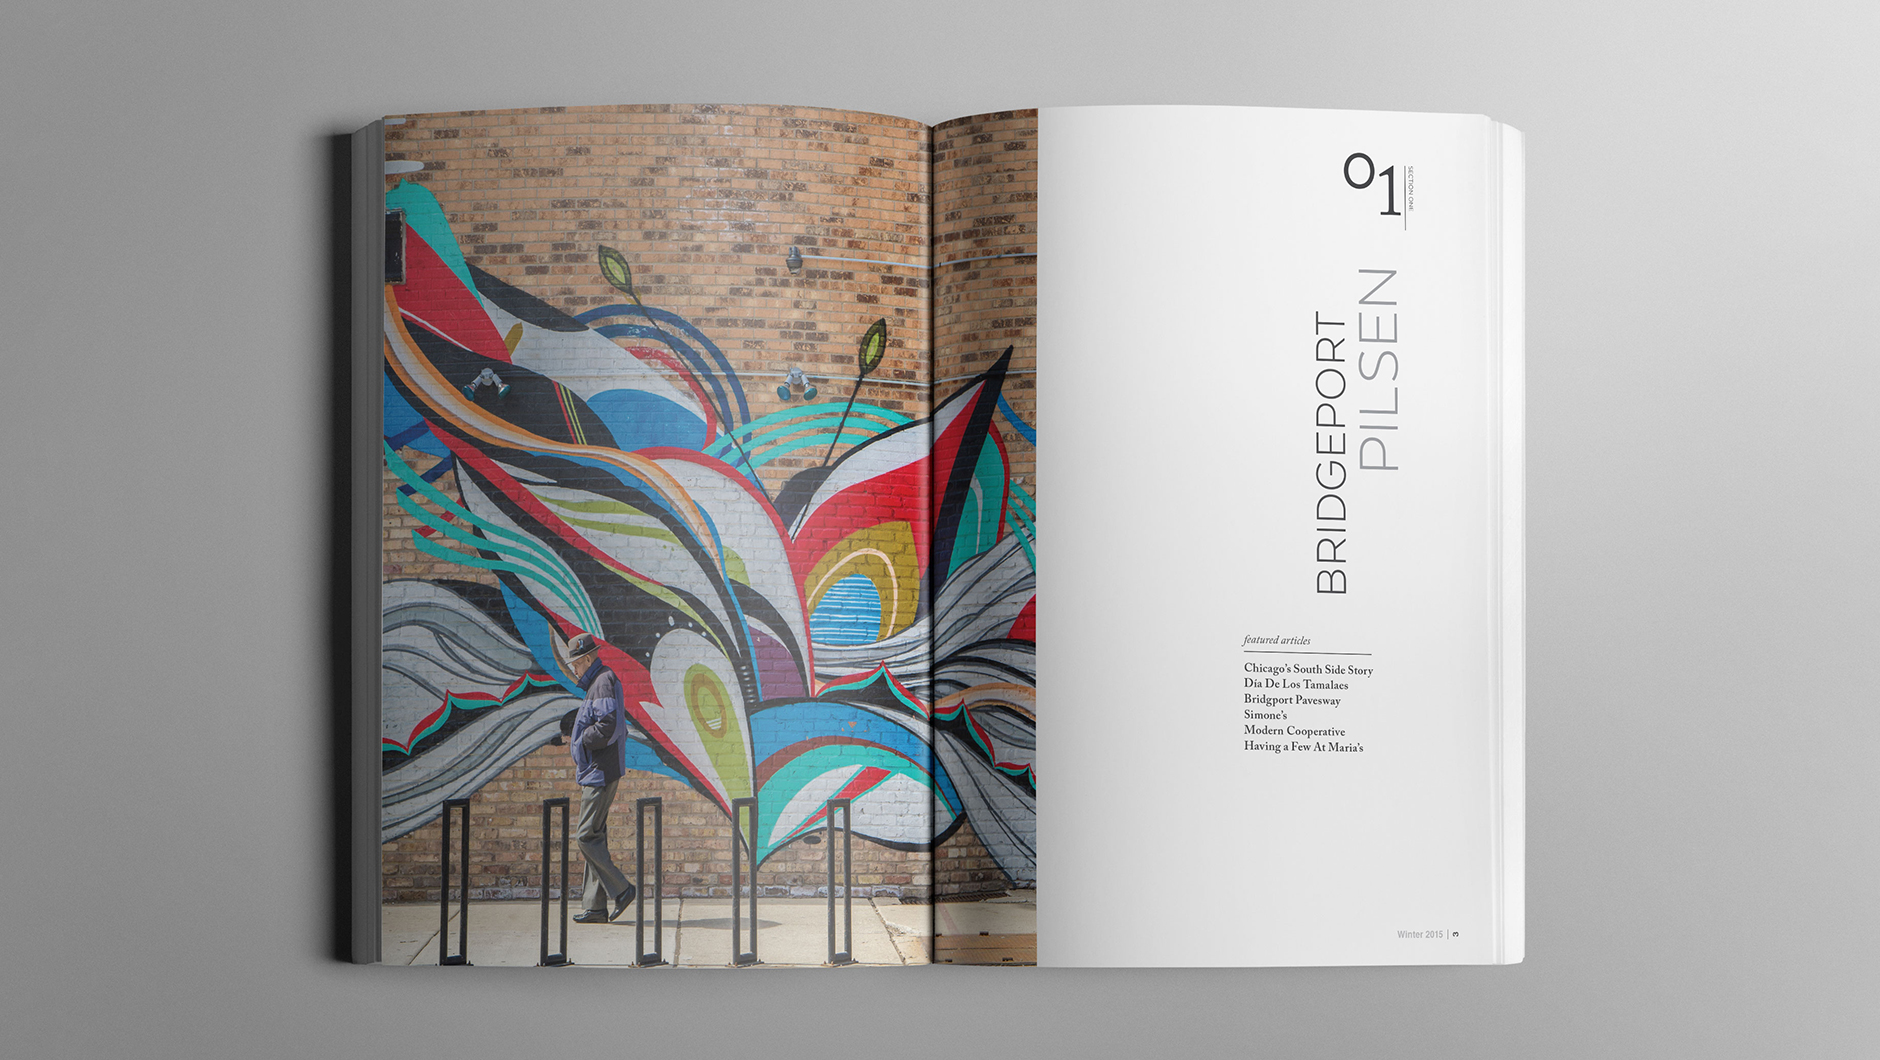 01
SECTION ONE
BRIDGEPORT
PILSEN
featured articles
Chicago's South Side Story
Día De Los Tamalaes
Bridgport Pavesway
Simone's
Modern Cooperative
Having a Few At Maria's
Winter 2015 | 3